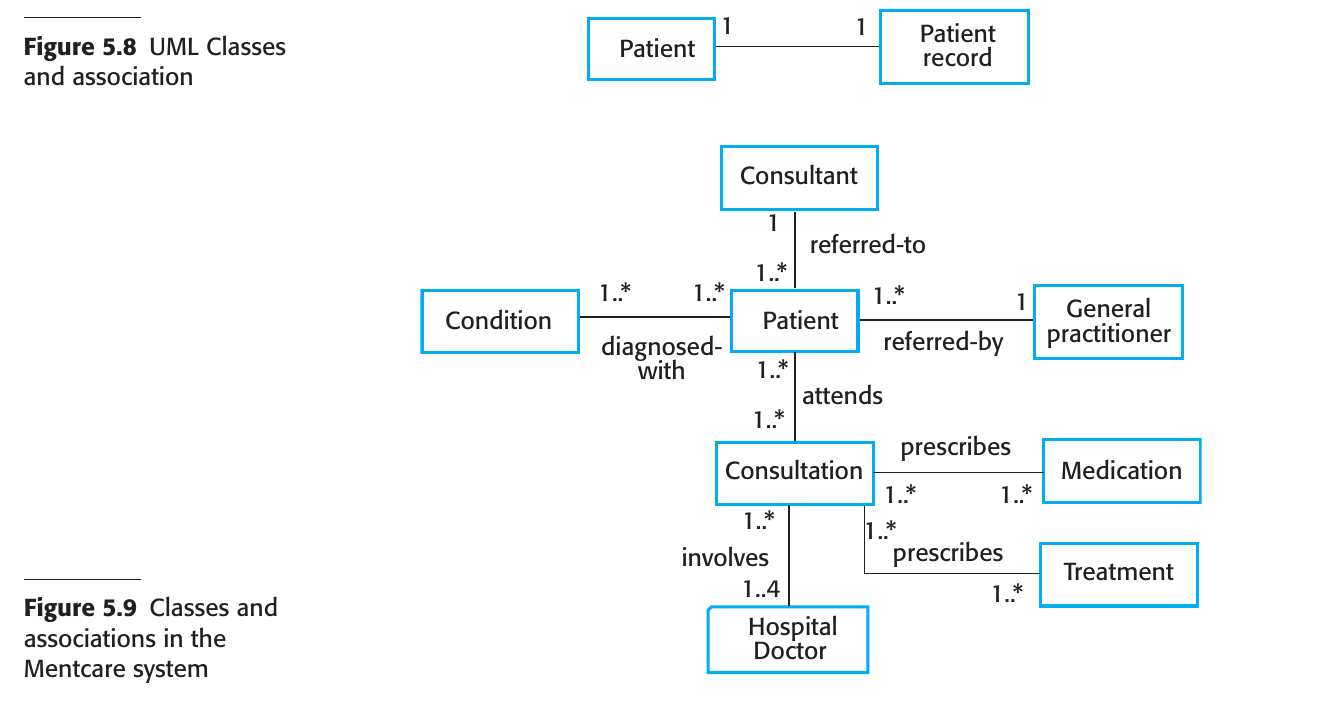 Figure 5.8 UML Classes
and association
Patient
1
1
Patient
record
Consultant
1
referred-to
1..*
Condition
1..*
1..*
diagnosed-
with
Patient
1..*
1
referred-by
General
practitioner
1..*
attends
1..*
Consultation
prescribes
1..*
1..*
Medication
1..*
prescribes
1..*
Treatment
1..*
involves
1..4
Hospital
Doctor
Figure 5.9 Classes and
associations in the
Mentcare system